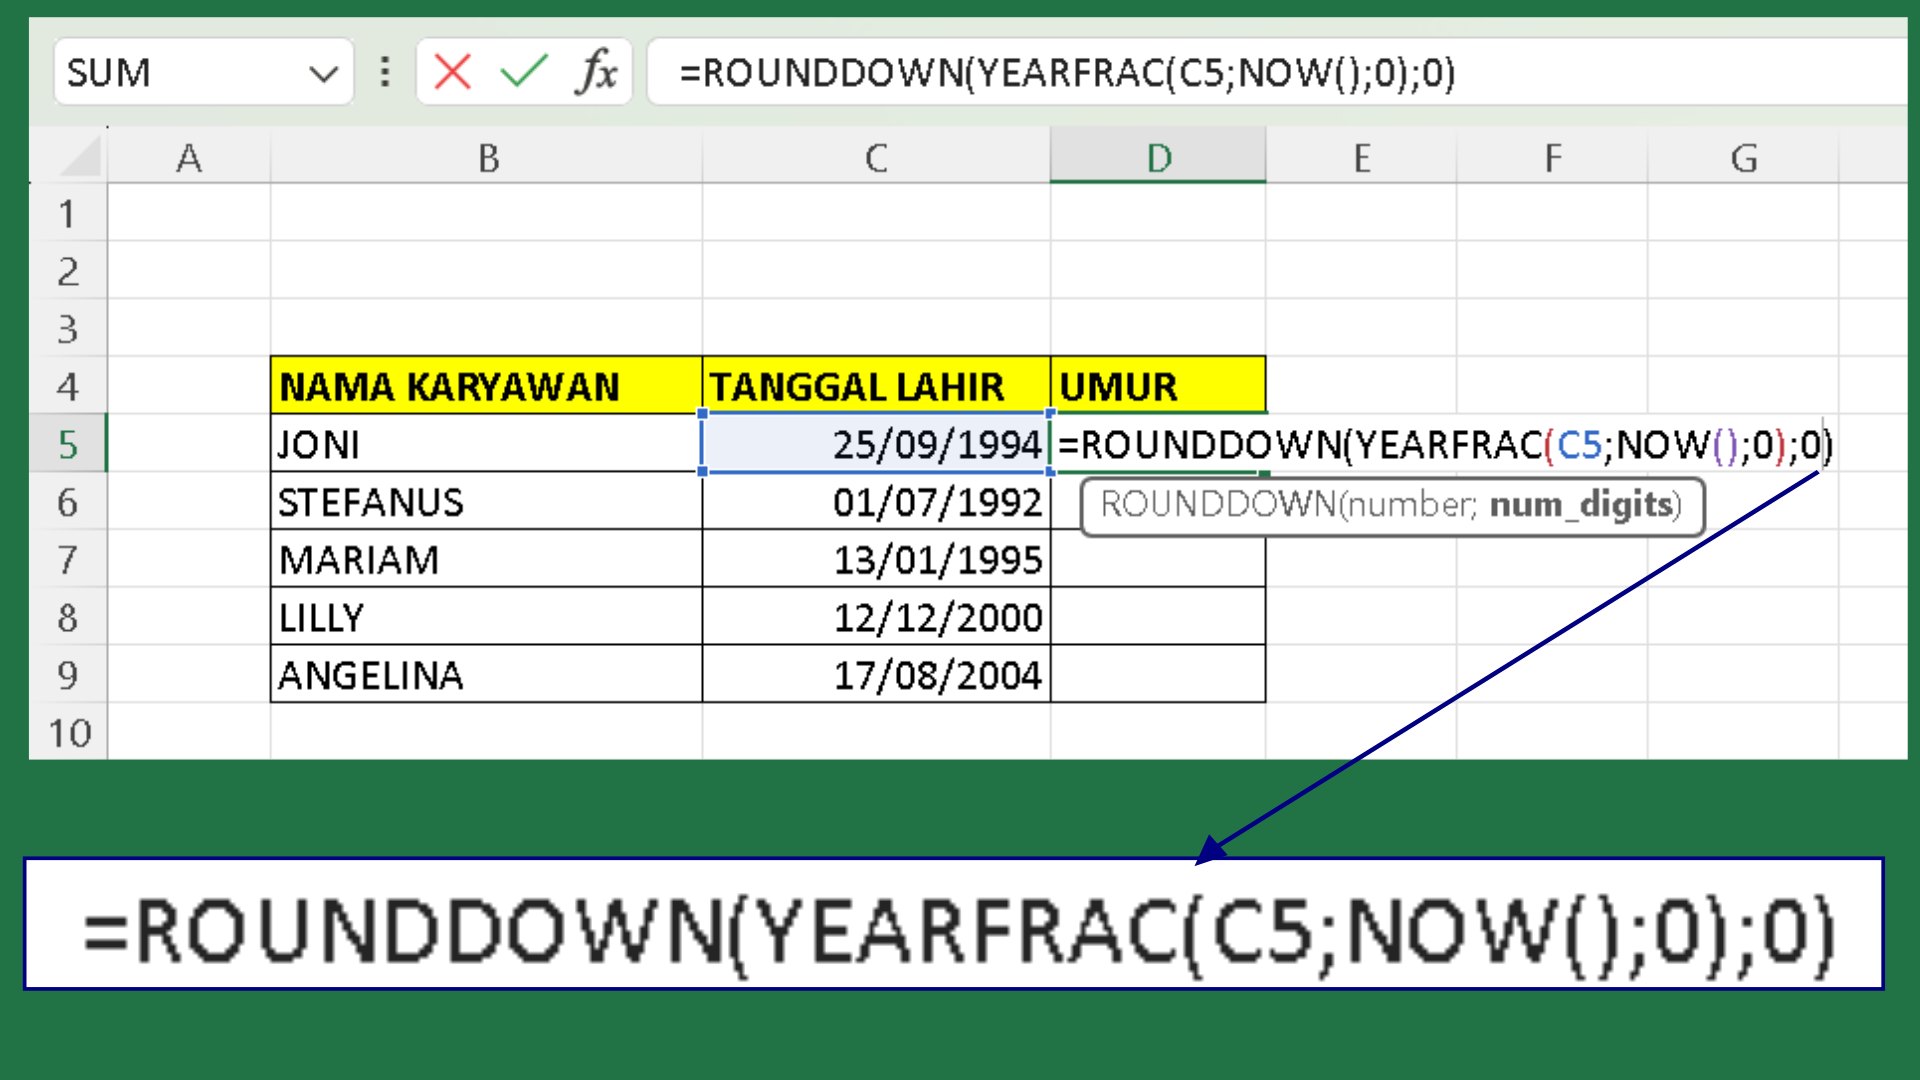 SUM fx =ROUNDDOWN(YEARFRAC(C5;NOW();0);0)
A B C D E F G
1
2
3
4 NAMA KARYAWAN TANGGAL LAHIR UMUR
5 JONI 25/09/1994 =ROUNDDOWN(YEARFRAC(C5;NOW();0);0)
6 STEFANUS 01/07/1992 ROUNDDOWN(number; num_digits)
7 MARIAM 13/01/1995
8 LILLY 12/12/2000
9 ANGELINA 17/08/2004
10
=ROUNDDOWN(YEARFRAC(C5;NOW();0);0)